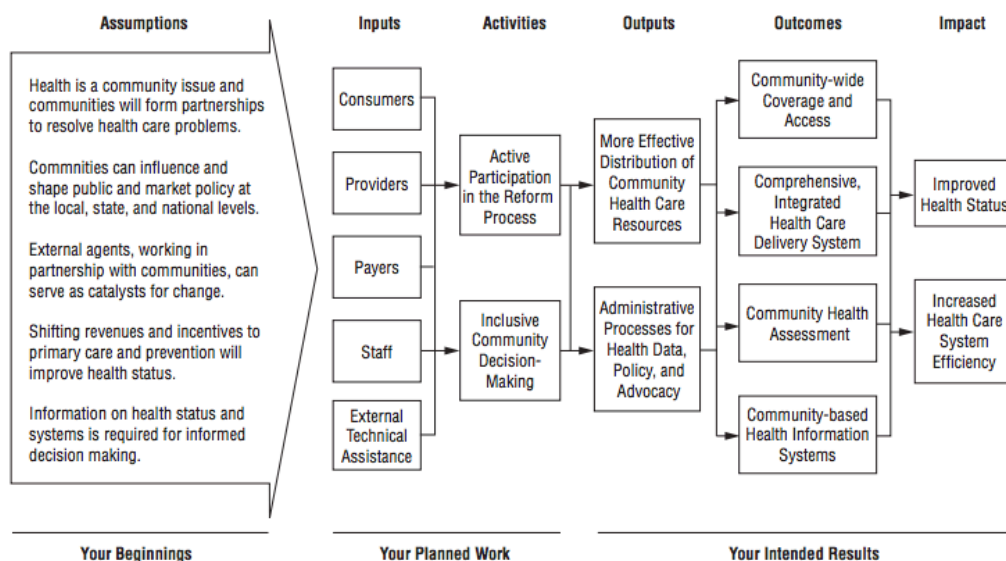 Assumptions
Inputs
Activities
Outputs
Outcomes
Impact
Health is a community issue and
communities will form partnerships
to resolve health care problems.
Commnities can influence and
shape public and market policy at
the local, state, and national levels.
External agents, working in
partnership with communities, can
serve as catalysts for change.
Shifting revenues and incentives to
primary care and prevention will
improve health status.
Information on health status and
systems is required for informed
decision making.
Consumers
Providers
Payers
Staff
External
Technical
Assistance
Active
Participation
in the Reform
Process
Inclusive
Community
Decision-
Making
More Effective
Distribution of
Community
Health Care
Resources
Administrative
Processes for
Health Data,
Policy, and
Advocacy
Community-wide
Coverage and
Access
Comprehensive,
Integrated
Health Care
Delivery System
Community Health
Assessment
Community-based
Health Information
Systems
Improved
Health Status
Increased
Health Care
System
Efficiency
Your Beginnings
Your Planned Work
Your Intended Results